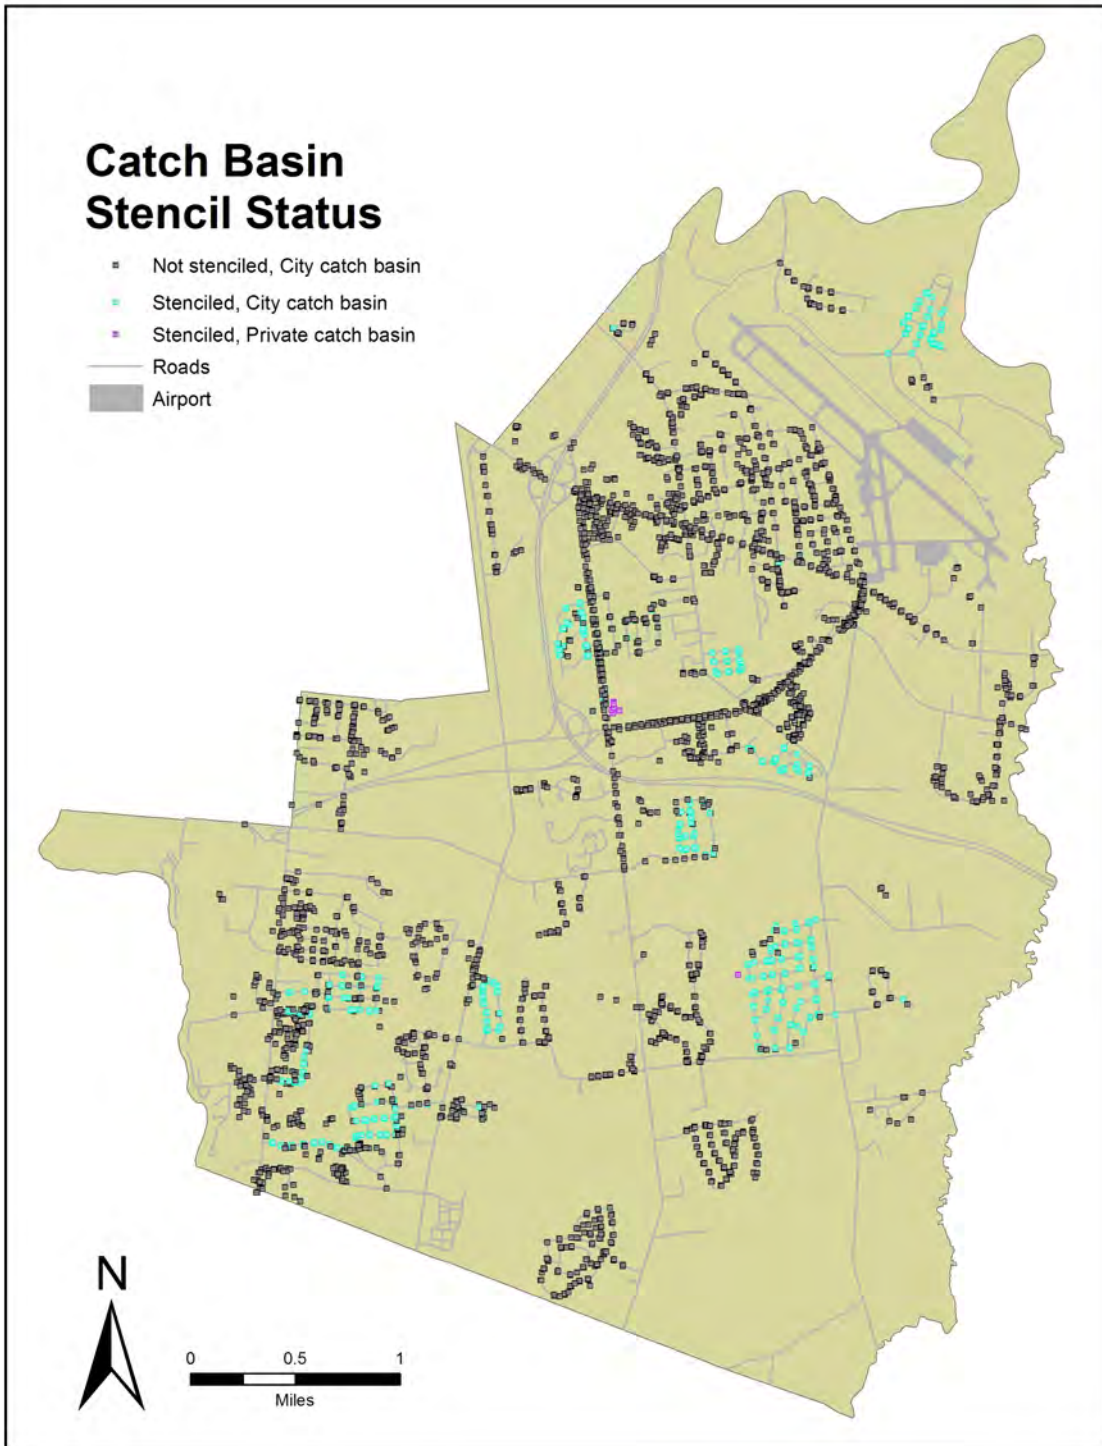 Catch Basin
Stencil Status
Not stenciled, City catch basin
Stenciled, City catch basin
Stenciled, Private catch basin
Roads
Airport
N
0 0.5 1
Miles